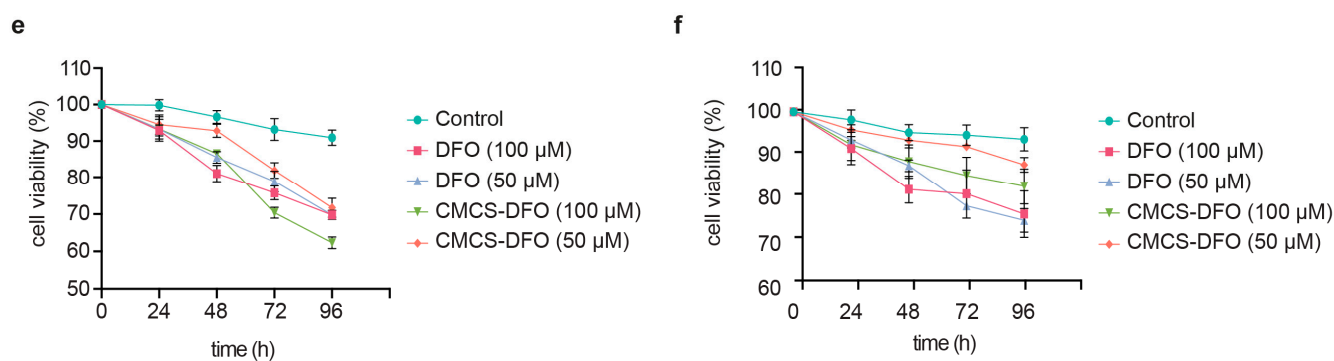 e
110
100
90
80
70
60
50
0 24 48 72 96
cell viability (%)
time (h)
Control
DFO (100 µM)
DFO (50 µM)
CMCS-DFO (100 µM)
CMCS-DFO (50 µM)
f
110
100
90
80
70
60
0 24 48 72 96
cell viability (%)
time (h)
Control
DFO (100 µM)
DFO (50 µM)
CMCS-DFO (100 µM)
CMCS-DFO (50 µM)